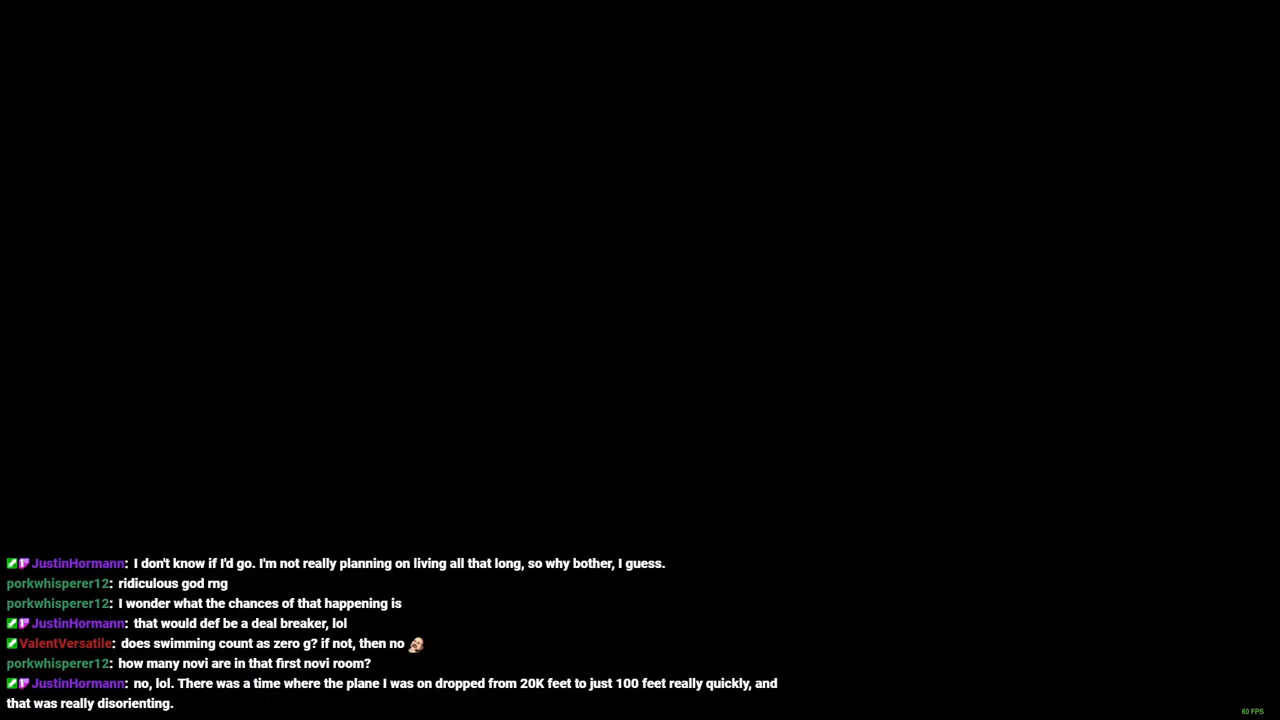 JustinHormann: I don't know if I'd go. I'm not really planning on living all that long, so why bother, I guess.
porkwhisperer12: ridiculous god rng
porkwhisperer12: I wonder what the chances of that happening is
JustinHormann: that would def be a deal breaker, lol
ValentVersatile: does swimming count as zero g? if not, then no
porkwhisperer12: how many novi are in that first novi room?
JustinHormann: no, lol. There was a time where the plane I was on dropped from 20K feet to just 100 feet really quickly, and
that was really disorienting.
60 FPS